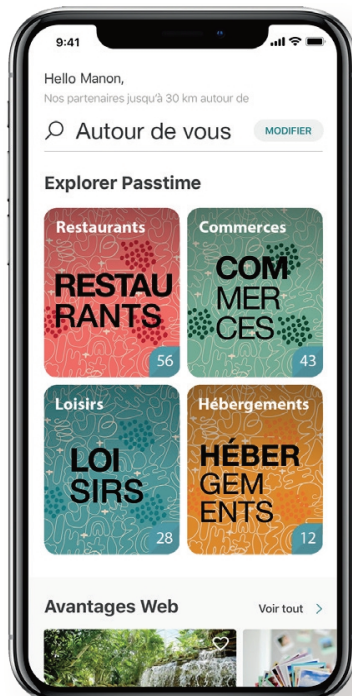 9:41
Hello Manon,
Nos partenaires jusqu'à 30 km autour de
Autour de vous
MODIFIER
Explorer Passtime
Restaurants
RESTAU
RANTS
56
Commerces
COM
MER
CES
43
Loisirs
LOI
SIRS
28
Hébergements
HÉBER
GEM
ENTS
12
Avantages Web
Voir tout >